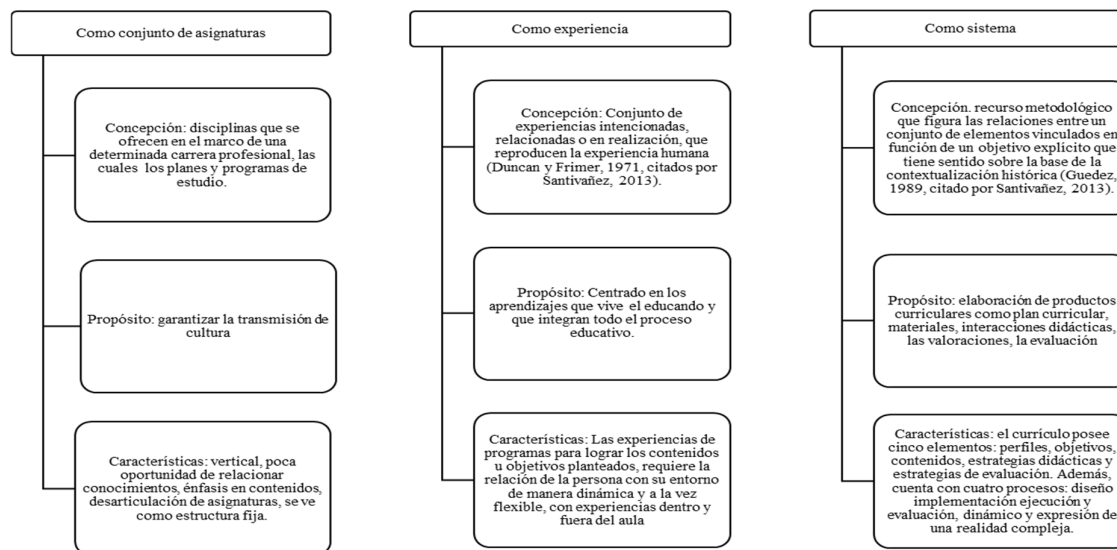 Como conjunto de asignaturas
Concepción: disciplinas que se
ofrecen en el marco de una
determinada carrera profesional, las
cuales los planes y programas de
estudio.
Propósito: garantizar la transmisión de
cultura
Características: vertical, poca
oportunidad de relacionar
conocimientos, énfasis en contenidos,
desarticulación de asignaturas, se ve
como estructura fija.
Como experiencia
Concepción: Conjunto de
experiencias intencionadas,
relacionadas o en realización, que
reproducen la experiencia humana
(Duncan y Frimer, 1971, citados por
Santivañez, 2013).
Propósito: Centrado en los
aprendizajes que vive el educando y
que integran todo el proceso
educativo.
Características: Las experiencias de
programas para lograr los contenidos
u objetivos planteados, requiere la
relación de la persona con su entorno
de manera dinámica y a la vez
flexible, con experiencias dentro y
fuera del aula
Como sistema
Concepción. recurso metodológico
que figura las relaciones entre un
conjunto de elementos vinculados en
función de un objetivo explícito que
tiene sentido sobre la base de la
contextualización histórica (Guedez,
1989, citado por Santivañez, 2013).
Propósito: elaboración de productos
curriculares como plan curricular,
materiales, interacciones didácticas,
las valoraciones, la evaluación
Características: el currículo posee
cinco elementos: perfiles, objetivos,
contenidos, estrategias didácticas y
estrategias de evaluación. Además,
cuenta con cuatro procesos: diseño
implementación ejecución y
evaluación, dinámico y expresión de
una realidad compleja.